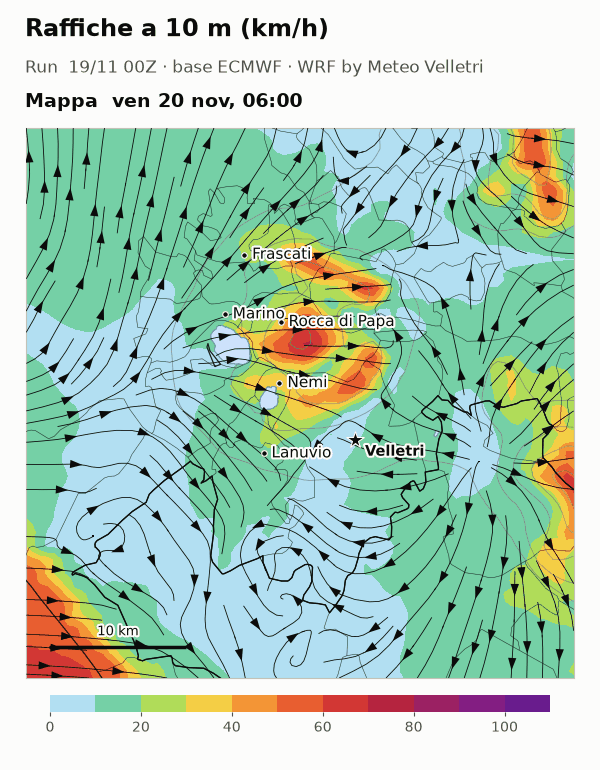 Raffiche a 10 m (km/h)
Run 19/11 00Z · base ECMWF · WRF by Meteo Velletri
Mappa ven 20 nov, 06:00
Frascati
Marino
Rocca di Papa
Nemi
Velletri
Lanuvio
10 km
0 20 40 60 80 100